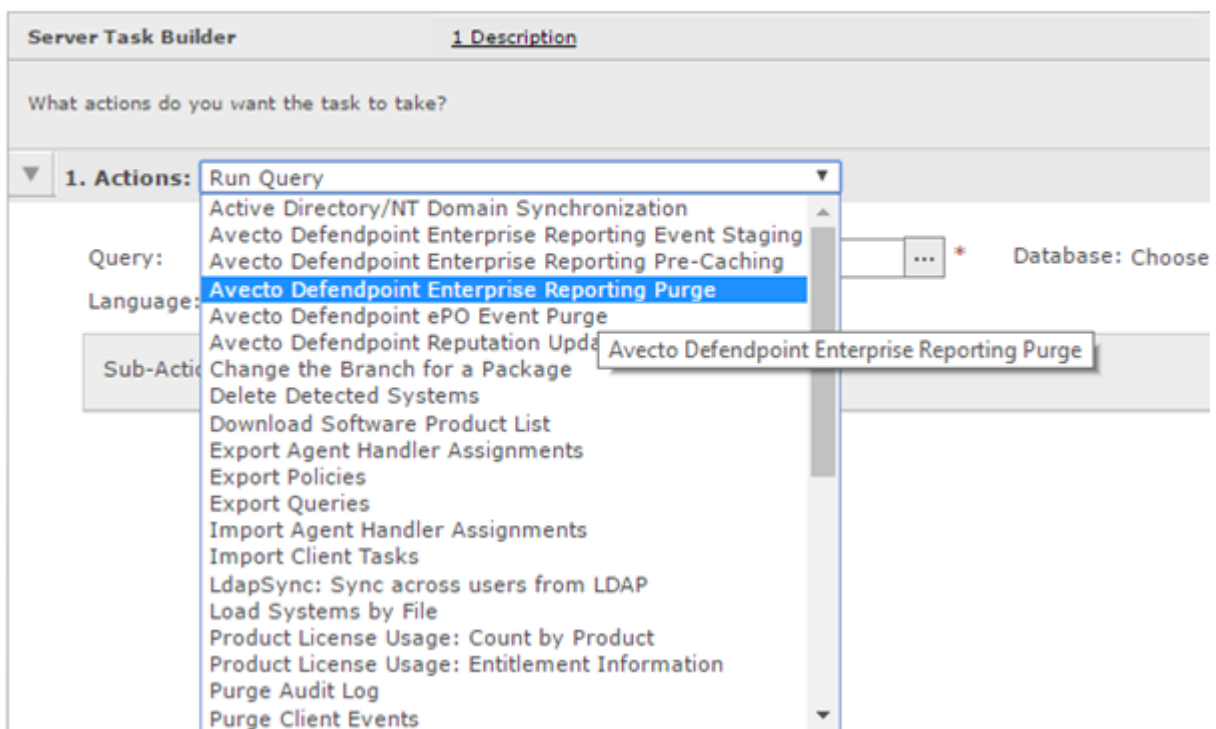 Server Task Builder 1 Description
What actions do you want the task to take?
1. Actions: Run Query
Active Directory/NT Domain Synchronization
Avecto Defendpoint Enterprise Reporting Event Staging
Query: Avecto Defendpoint Enterprise Reporting Pre-Caching ... * Database: Choose
Avecto Defendpoint Enterprise Reporting Purge
Language: Avecto Defendpoint ePO Event Purge
Avecto Defendpoint Reputation Upda
Avecto Defendpoint Enterprise Reporting Purge
Sub-Actio Change the Branch for a Package
Delete Detected Systems
Download Software Product List
Export Agent Handler Assignments
Export Policies
Export Queries
Import Agent Handler Assignments
Import Client Tasks
LdapSync: Sync across users from LDAP
Load Systems by File
Product License Usage: Count by Product
Product License Usage: Entitlement Information
Purge Audit Log
Purge Client Events